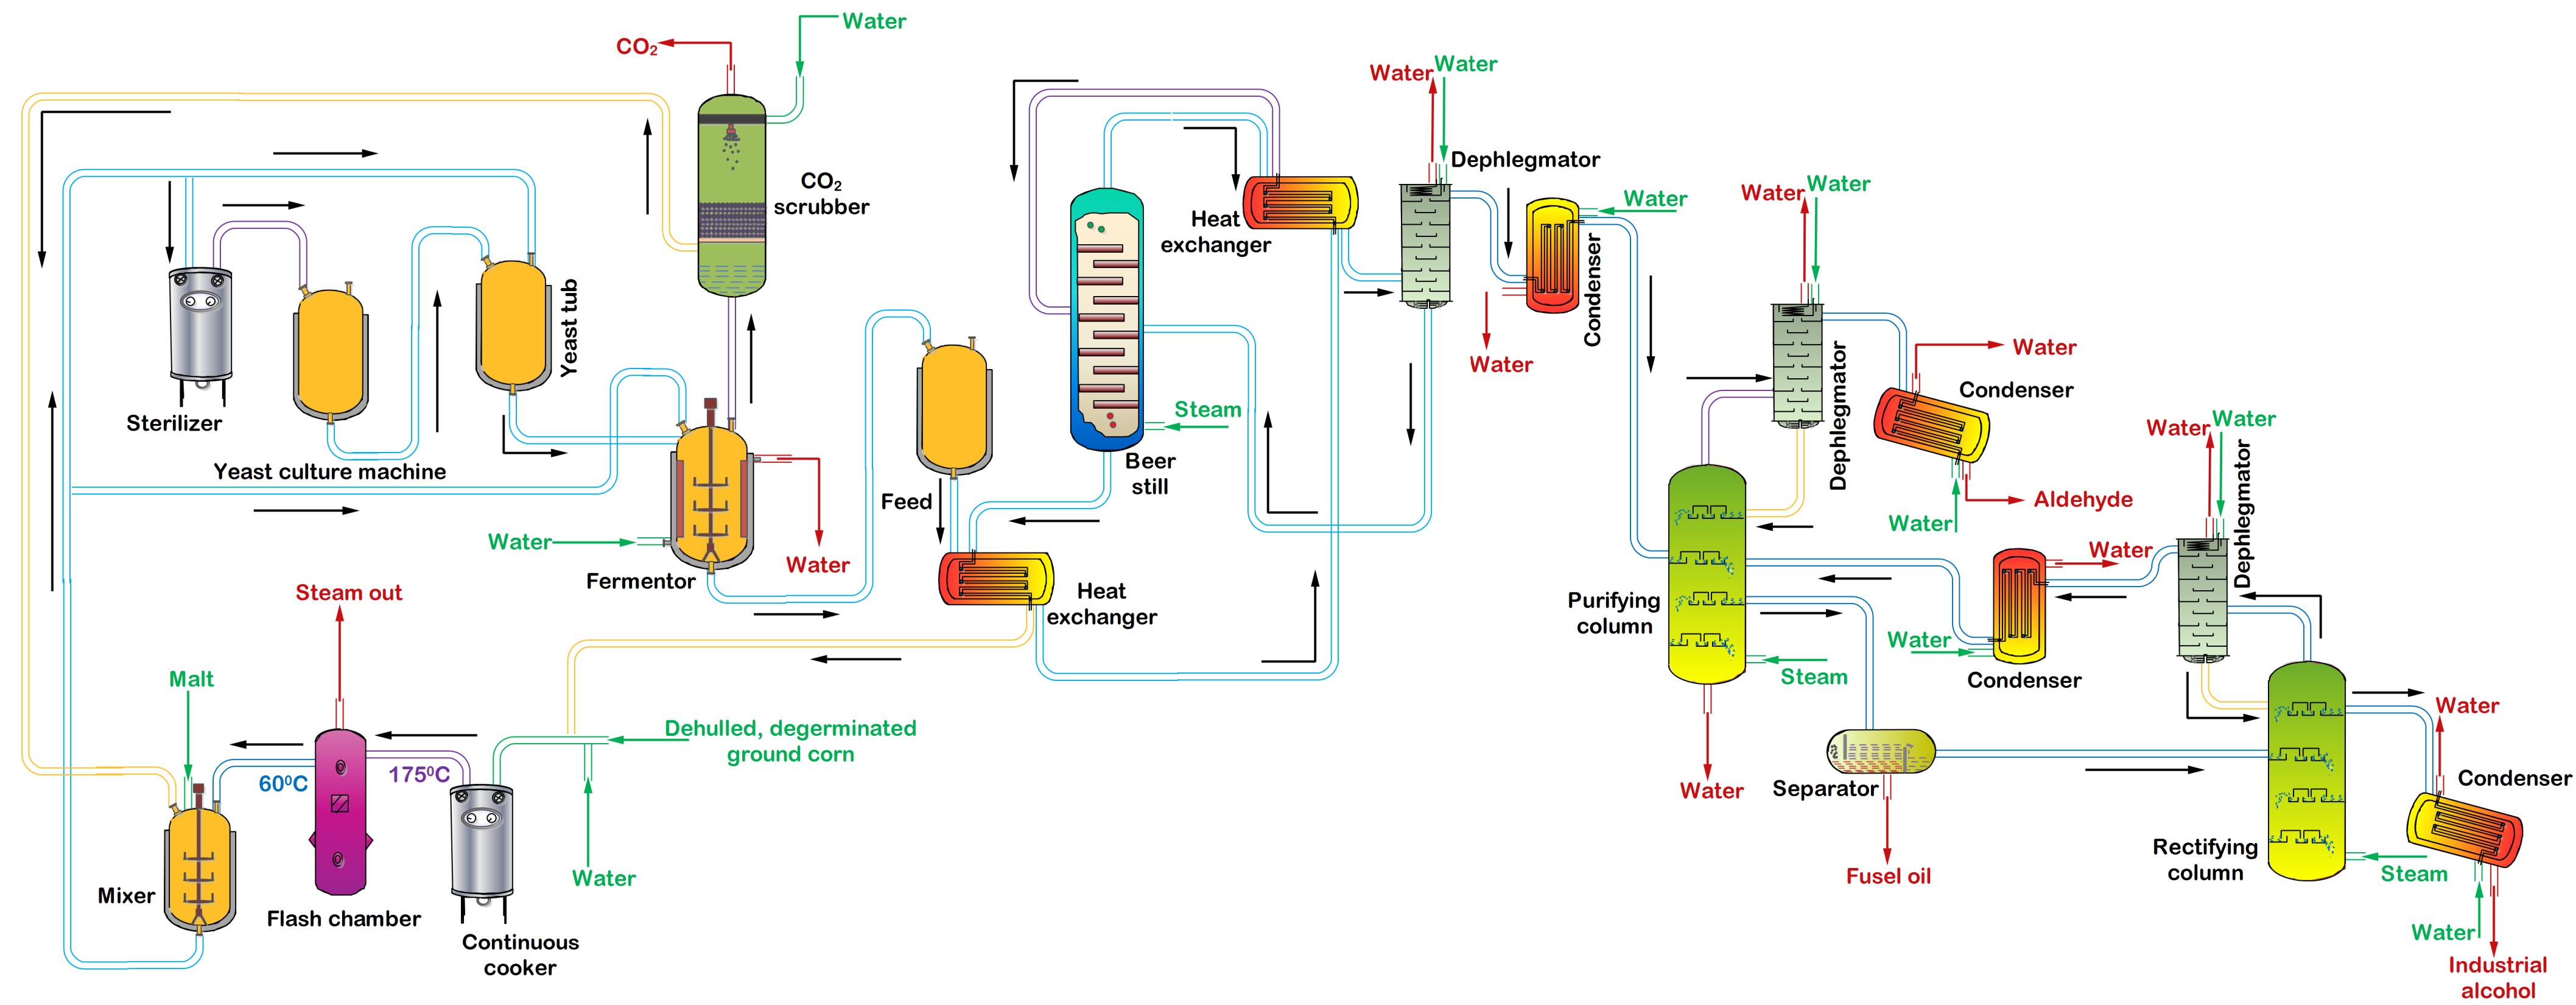 Water
CO₂
CO₂
scrubber
Sterilizer
Yeast culture machine
Yeast tub
Water
Fermentor
Water
Feed
Heat
exchanger
Beer
still
Steam
Heat
exchanger
Water
Water
Dephlegmator
Water
Condenser
Water
Water
Water
Dephlegmator
Water
Condenser
Aldehyde
Water
Purifying
column
Steam
Water
Water
Water
Dephlegmator
Water
Water
Condenser
Separator
Fusel oil
Rectifying
column
Water
Condenser
Steam
Water
Industrial
alcohol
Steam out
Malt
60⁰C
175⁰C
Dehulled, degerminated
ground corn
Water
Mixer
Flash chamber
Continuous
cooker